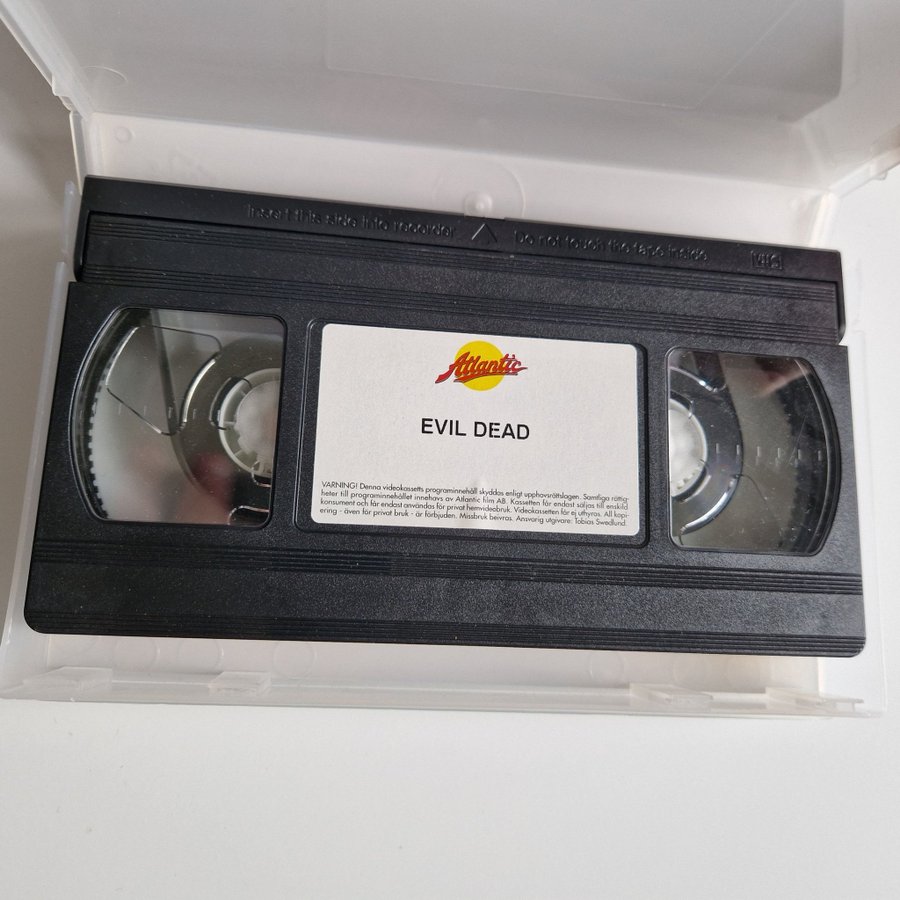 Insert this side into recorder Do not touch the tape inside VHS
Atlantic
EVIL DEAD
VARNING! Denna videokassetts programinnehåll skyddas enligt upphovsrättslagen. Samtliga rättig-
heter till programinnehållet innehavs av Atlantic film AB. Kassetten får endast säljas till enskild
konsument och får endast användas för privat hemvideobruk. Videokassetten får ej uthyras. All kopi-
ering - även för privat bruk - är förbjuden. Missbruk beivras. Ansvarig utgivare: Tobias Swedlund.